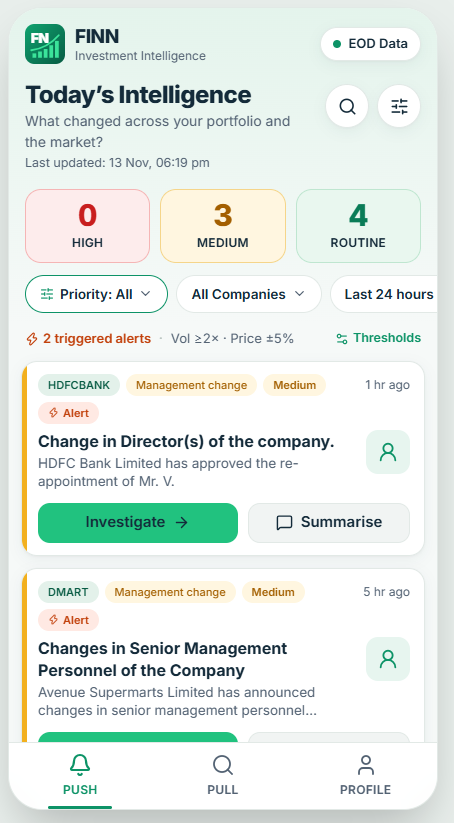 FN
FINN
Investment Intelligence
EOD Data
Today's Intelligence
What changed across your portfolio and
the market?
Last updated: 13 Nov, 06:19 pm
0
HIGH
3
MEDIUM
4
ROUTINE
Priority: All
All Companies
Last 24 hours
2 triggered alerts · Vol ≥2× · Price ±5%
Thresholds
HDFCBANK
Management change
Medium
1 hr ago
Alert
Change in Director(s) of the company.
HDFC Bank Limited has approved the re-
appointment of Mr. V.
Investigate →
Summarise
DMART
Management change
Medium
5 hr ago
Alert
Changes in Senior Management
Personnel of the Company
Avenue Supermarts Limited has announced
changes in senior management personnel...
PUSH
PULL
PROFILE